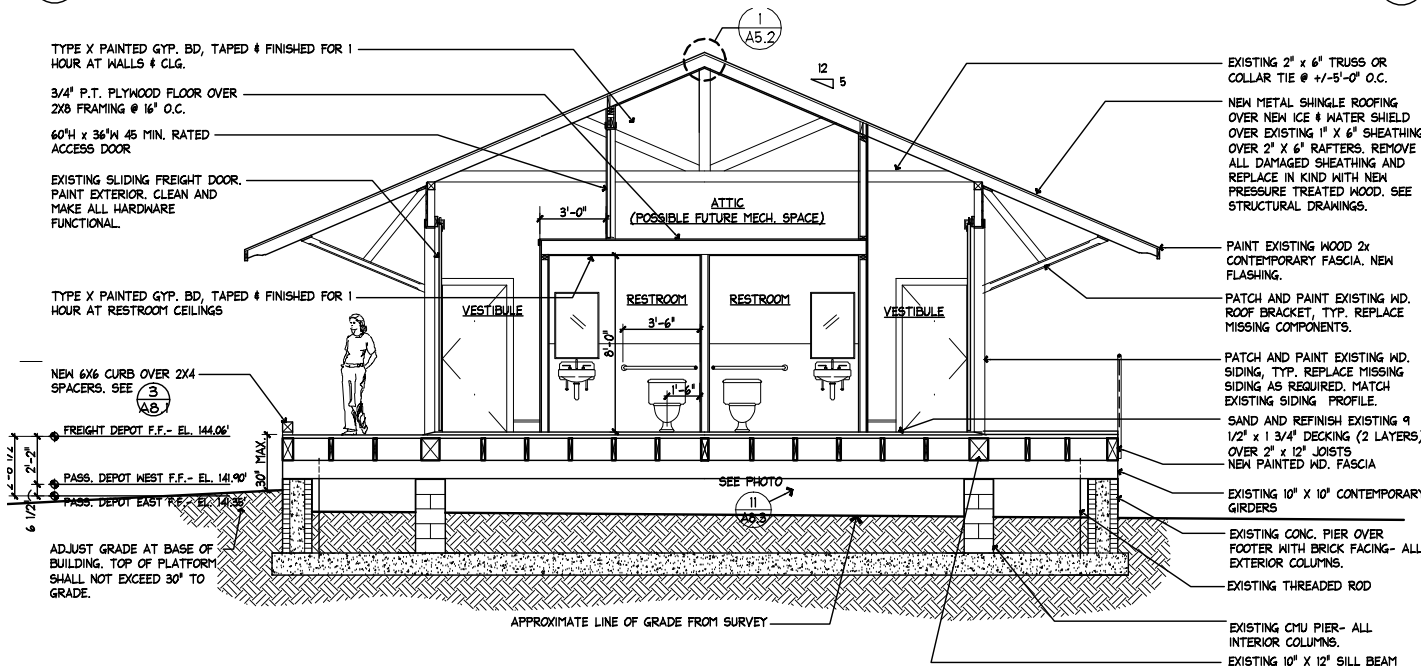 1
A5.2
TYPE X PAINTED GYP. BD, TAPED & FINISHED FOR 1
HOUR AT WALLS & CLG.
3/4" P.T. PLYWOOD FLOOR OVER
2X8 FRAMING @ 16" O.C.
60"H x 36"W 45 MIN. RATED
ACCESS DOOR
EXISTING SLIDING FREIGHT DOOR.
PAINT EXTERIOR. CLEAN AND
MAKE ALL HARDWARE
FUNCTIONAL.
TYPE X PAINTED GYP. BD, TAPED & FINISHED FOR 1
HOUR AT RESTROOM CEILINGS
NEW 6X6 CURB OVER 2X4
SPACERS. SEE
3
A8.1
FREIGHT DEPOT F.F.- EL. 144.06'
PASS. DEPOT WEST F.F.- EL. 141.90'
PASS. DEPOT EAST F.F.- EL. 141.35'
2'-2"
6 1/2"
30" MAX.
ADJUST GRADE AT BASE OF
BUILDING. TOP OF PLATFORM
SHALL NOT EXCEED 30" TO
GRADE.
12
5
ATTIC
(POSSIBLE FUTURE MECH. SPACE)
3'-0"
VESTIBULE
RESTROOM
RESTROOM
VESTIBULE
3'-6"
8'-0"
1'-6"
SEE PHOTO
11
A8.3
APPROXIMATE LINE OF GRADE FROM SURVEY
EXISTING 2" x 6" TRUSS OR
COLLAR TIE @ +/-5'-0" O.C.
NEW METAL SHINGLE ROOFING
OVER NEW ICE & WATER SHIELD
OVER EXISTING 1" X 6" SHEATHING
OVER 2" X 6" RAFTERS. REMOVE
ALL DAMAGED SHEATHING AND
REPLACE IN KIND WITH NEW
PRESSURE TREATED WOOD. SEE
STRUCTURAL DRAWINGS.
PAINT EXISTING WOOD 2x
CONTEMPORARY FASCIA. NEW
FLASHING.
PATCH AND PAINT EXISTING WD.
ROOF BRACKET, TYP. REPLACE
MISSING COMPONENTS.
PATCH AND PAINT EXISTING WD.
SIDING, TYP. REPLACE MISSING
SIDING AS REQUIRED. MATCH
EXISTING SIDING PROFILE.
SAND AND REFINISH EXISTING 9
1/2" x 1 3/4" DECKING (2 LAYERS)
OVER 2" x 12" JOISTS
NEW PAINTED WD. FASCIA
EXISTING 10" X 10" CONTEMPORARY
GIRDERS
EXISTING CONC. PIER OVER
FOOTER WITH BRICK FACING- ALL
EXTERIOR COLUMNS.
EXISTING THREADED ROD
EXISTING CMU PIER- ALL
INTERIOR COLUMNS.
EXISTING 10" X 12" SILL BEAM